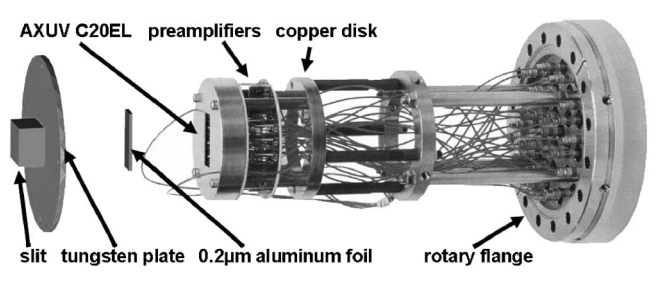 AXUV C20EL preamplifiers copper disk
slit tungsten plate 0.2µm aluminum foil rotary flange